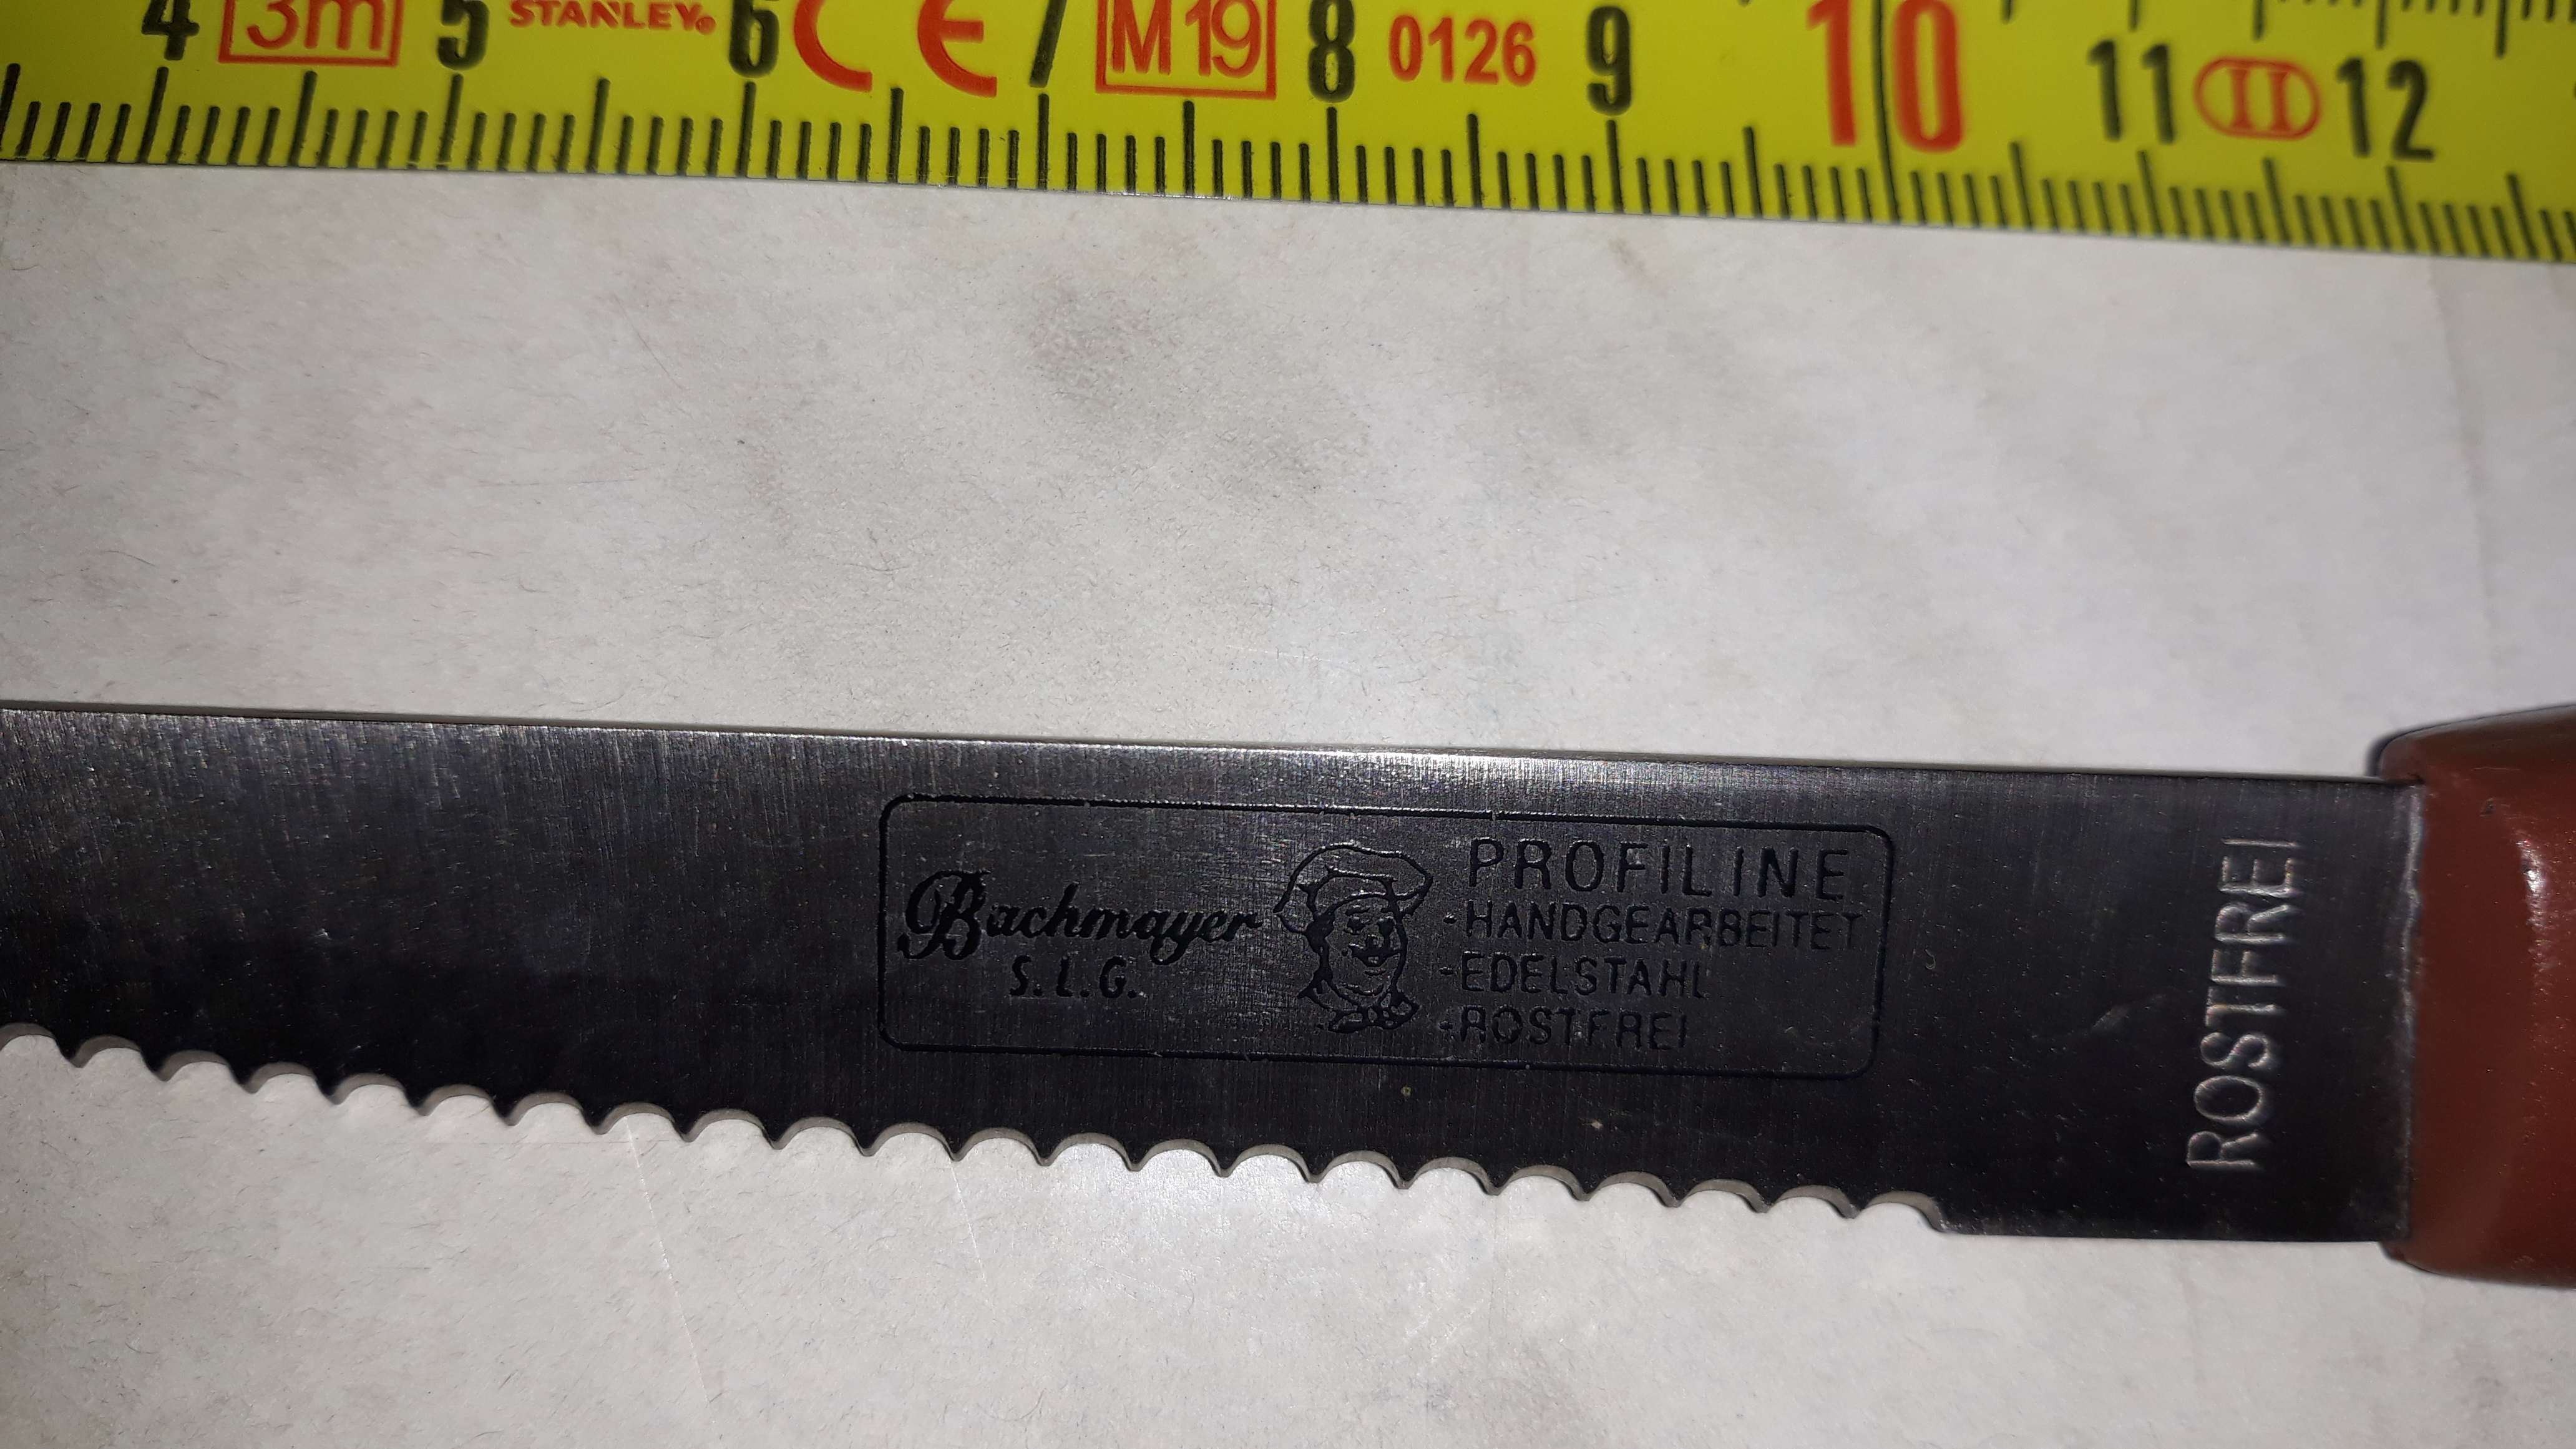 4 3m 5 STANLEY® 6 CE 7 M19 8 0126 9 10 11 II 12
Bachmayer
S.L.G.
PROFILINE
-HANDGEARBEITET
-EDELSTAHL
-ROSTFREI
ROSTFREI